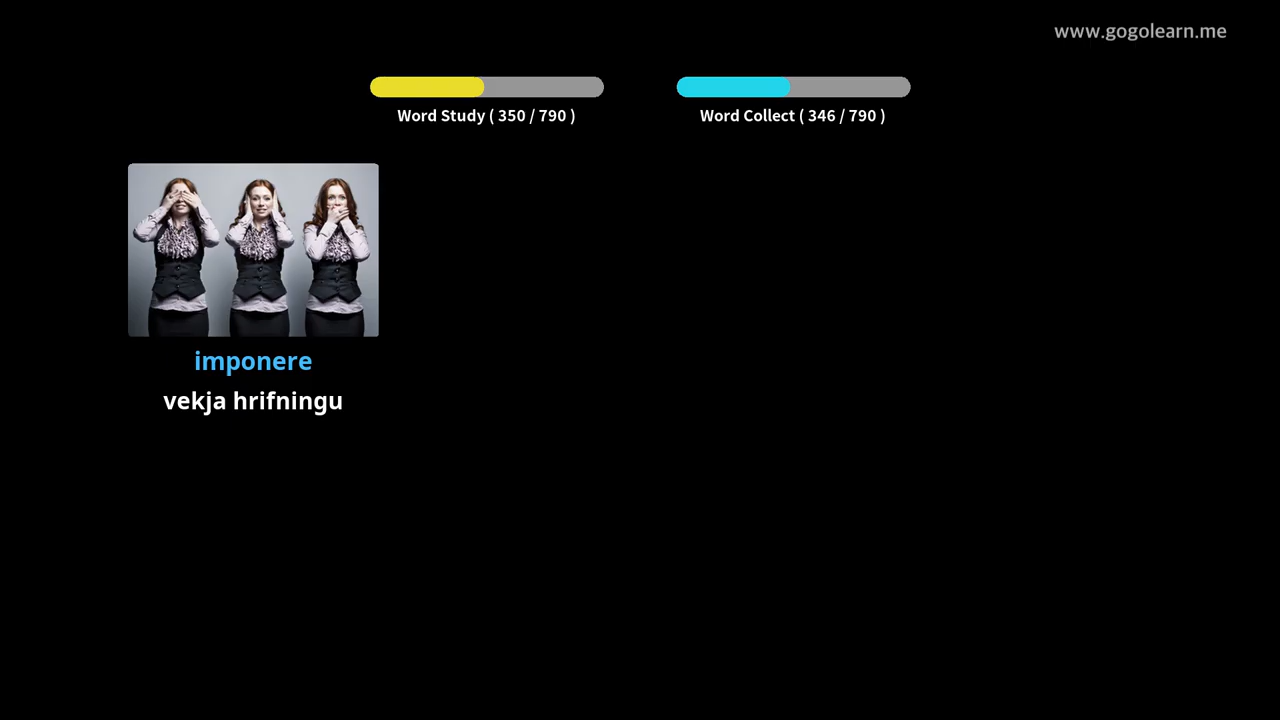 www.gogolearn.me
Word Study ( 350 / 790 )
Word Collect ( 346 / 790 )
imponere
vekja hrifningu